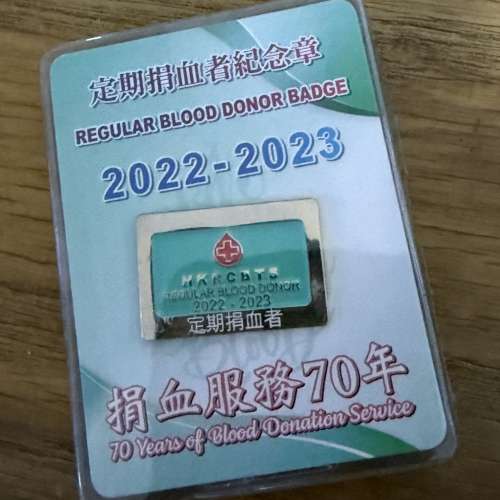 定期捐血者紀念章
REGULAR BLOOD DONOR BADGE
2022-2023
HKRCBTS
REGULAR BLOOD DONOR
2022 - 2023
定期捐血者
捐血服務70年
70 Years of Blood Donation Service